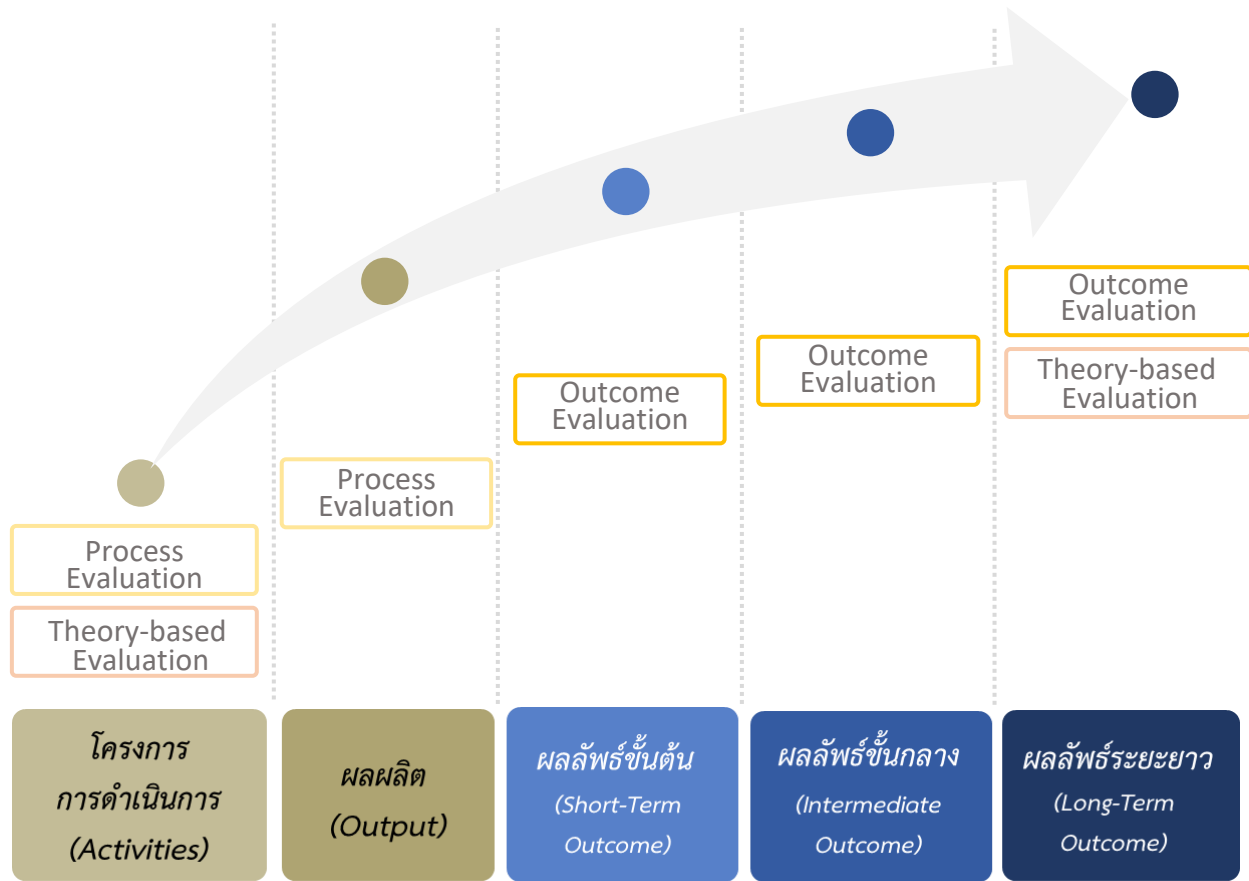 Process
Evaluation
Theory-based
Evaluation
Process
Evaluation
Outcome
Evaluation
Outcome
Evaluation
Outcome
Evaluation
Theory-based
Evaluation
โครงการ
การดำเนินการ
(Activities)
ผลผลิต
(Output)
ผลลัพธ์ขั้นต้น
(Short-Term
Outcome)
ผลลัพธ์ขั้นกลาง
(Intermediate
Outcome)
ผลลัพธ์ระยะยาว
(Long-Term
Outcome)